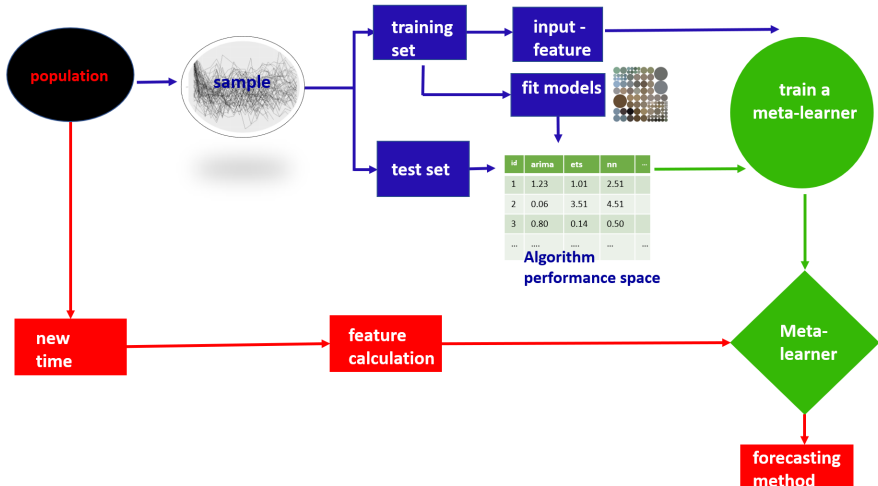 population
sample
training
set
input -
feature
fit models
test set
train a
meta-learner
id arima ets nn ...
1 1.23 1.01 2.51
2 0.06 3.51 4.51
3 0.80 0.14 0.50
... .... .... ... ...
Algorithm
performance space
new
time
feature
calculation
Meta-
learner
forecasting
method